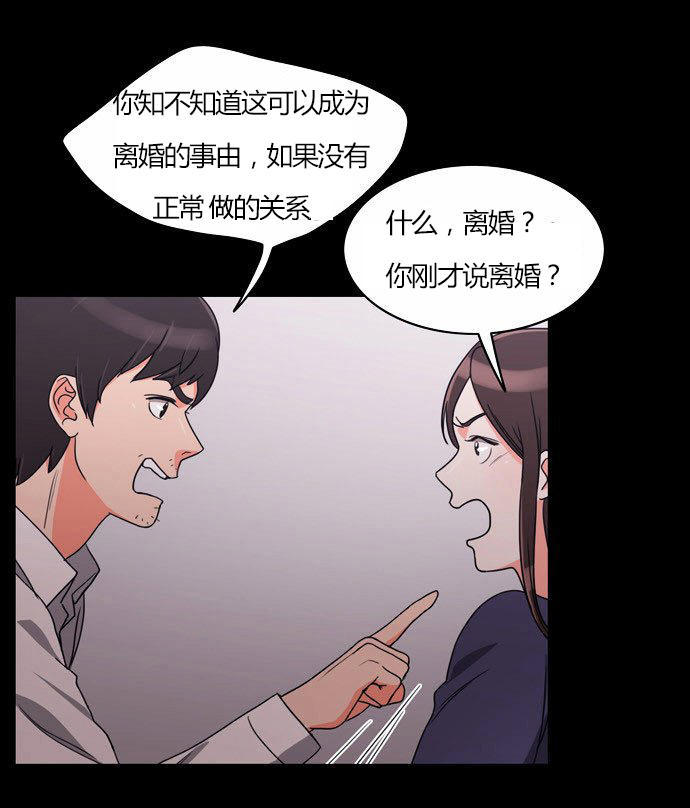 你知不知道这可以成为
离婚的事由，如果没有
正常 做的关系
什么，离婚？
你刚才说离婚？